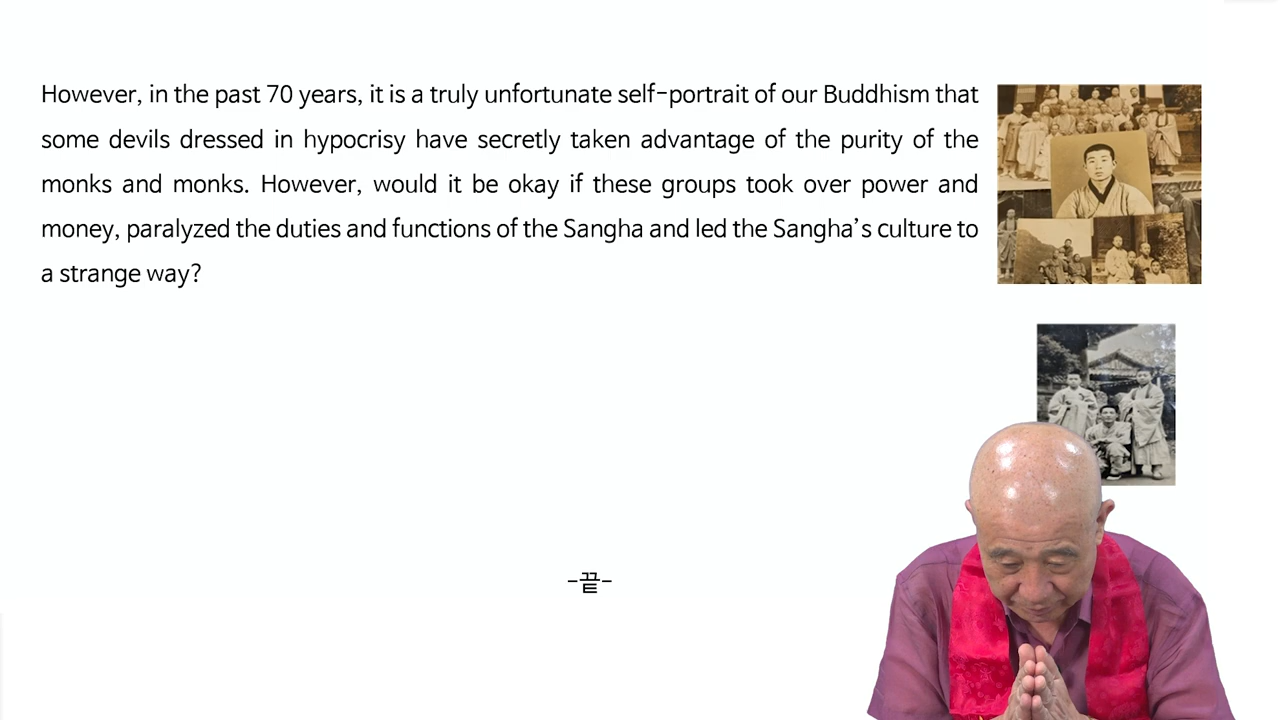 However, in the past 70 years, it is a truly unfortunate self-portrait of our Buddhism that
some devils dressed in hypocrisy have secretly taken advantage of the purity of the
monks and monks. However, would it be okay if these groups took over power and
money, paralyzed the duties and functions of the Sangha and led the Sangha's culture to
a strange way?
-끝-